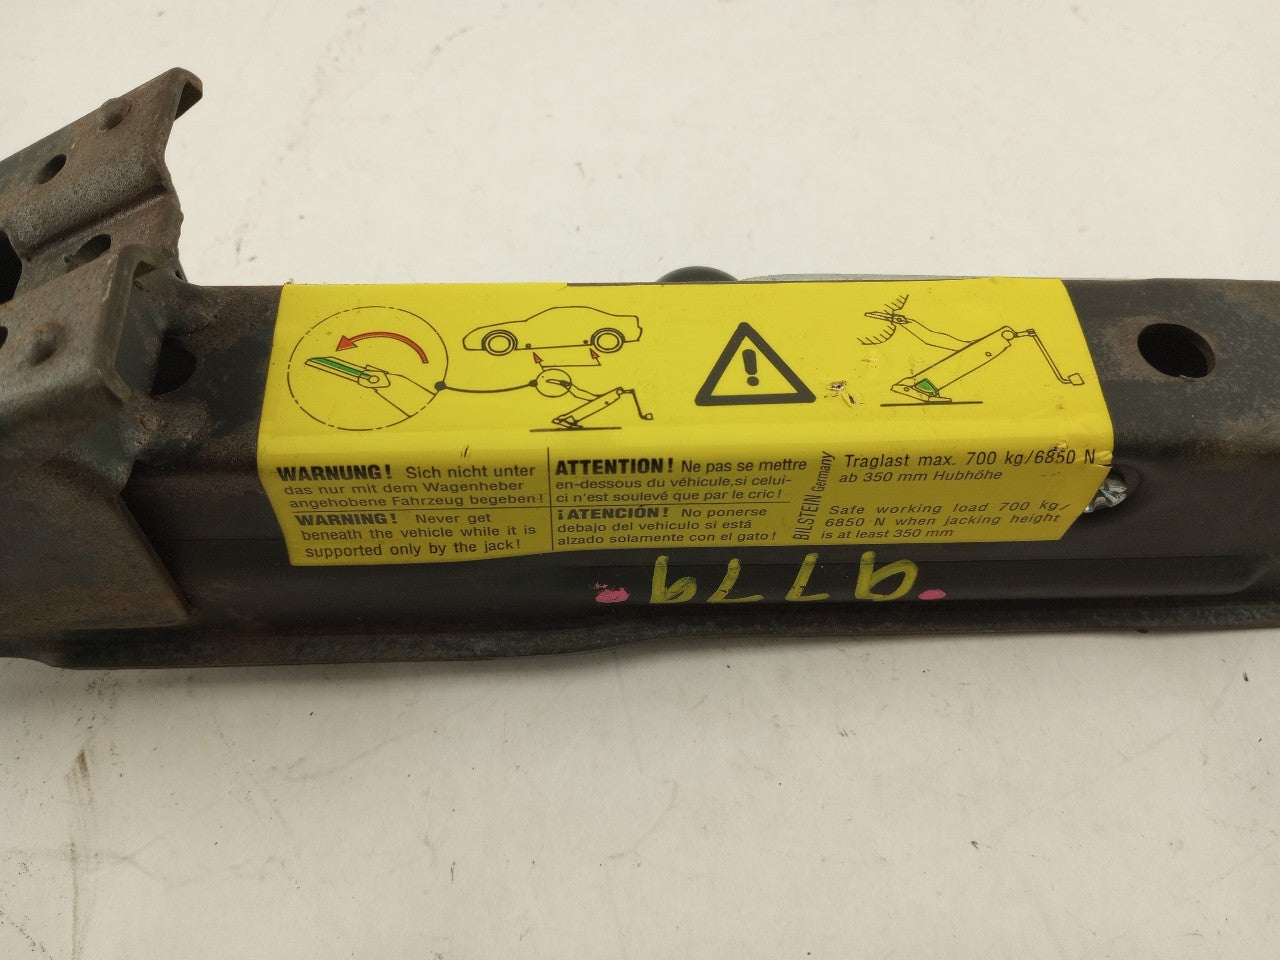 WARNUNG! Sich nicht unter
das nur mit dem Wagenheber
angehobene Fahrzeug begeben!
WARNING! Never get
beneath the vehicle while it is
supported only by the jack!
ATTENTION! Ne pas se mettre
en-dessous du véhicule,si celui-
ci n'est soulevé que par le cric!
¡ATENCIÓN! No ponerse
debajo del vehiculo si está
alzado solamente con el gato!
BILSTEIN Germany
Traglast max. 700 kg/6850 N
ab 350 mm Hubhöhe
Safe working load 700 kg/
6850 N when jacking height
is at least 350 mm
9779